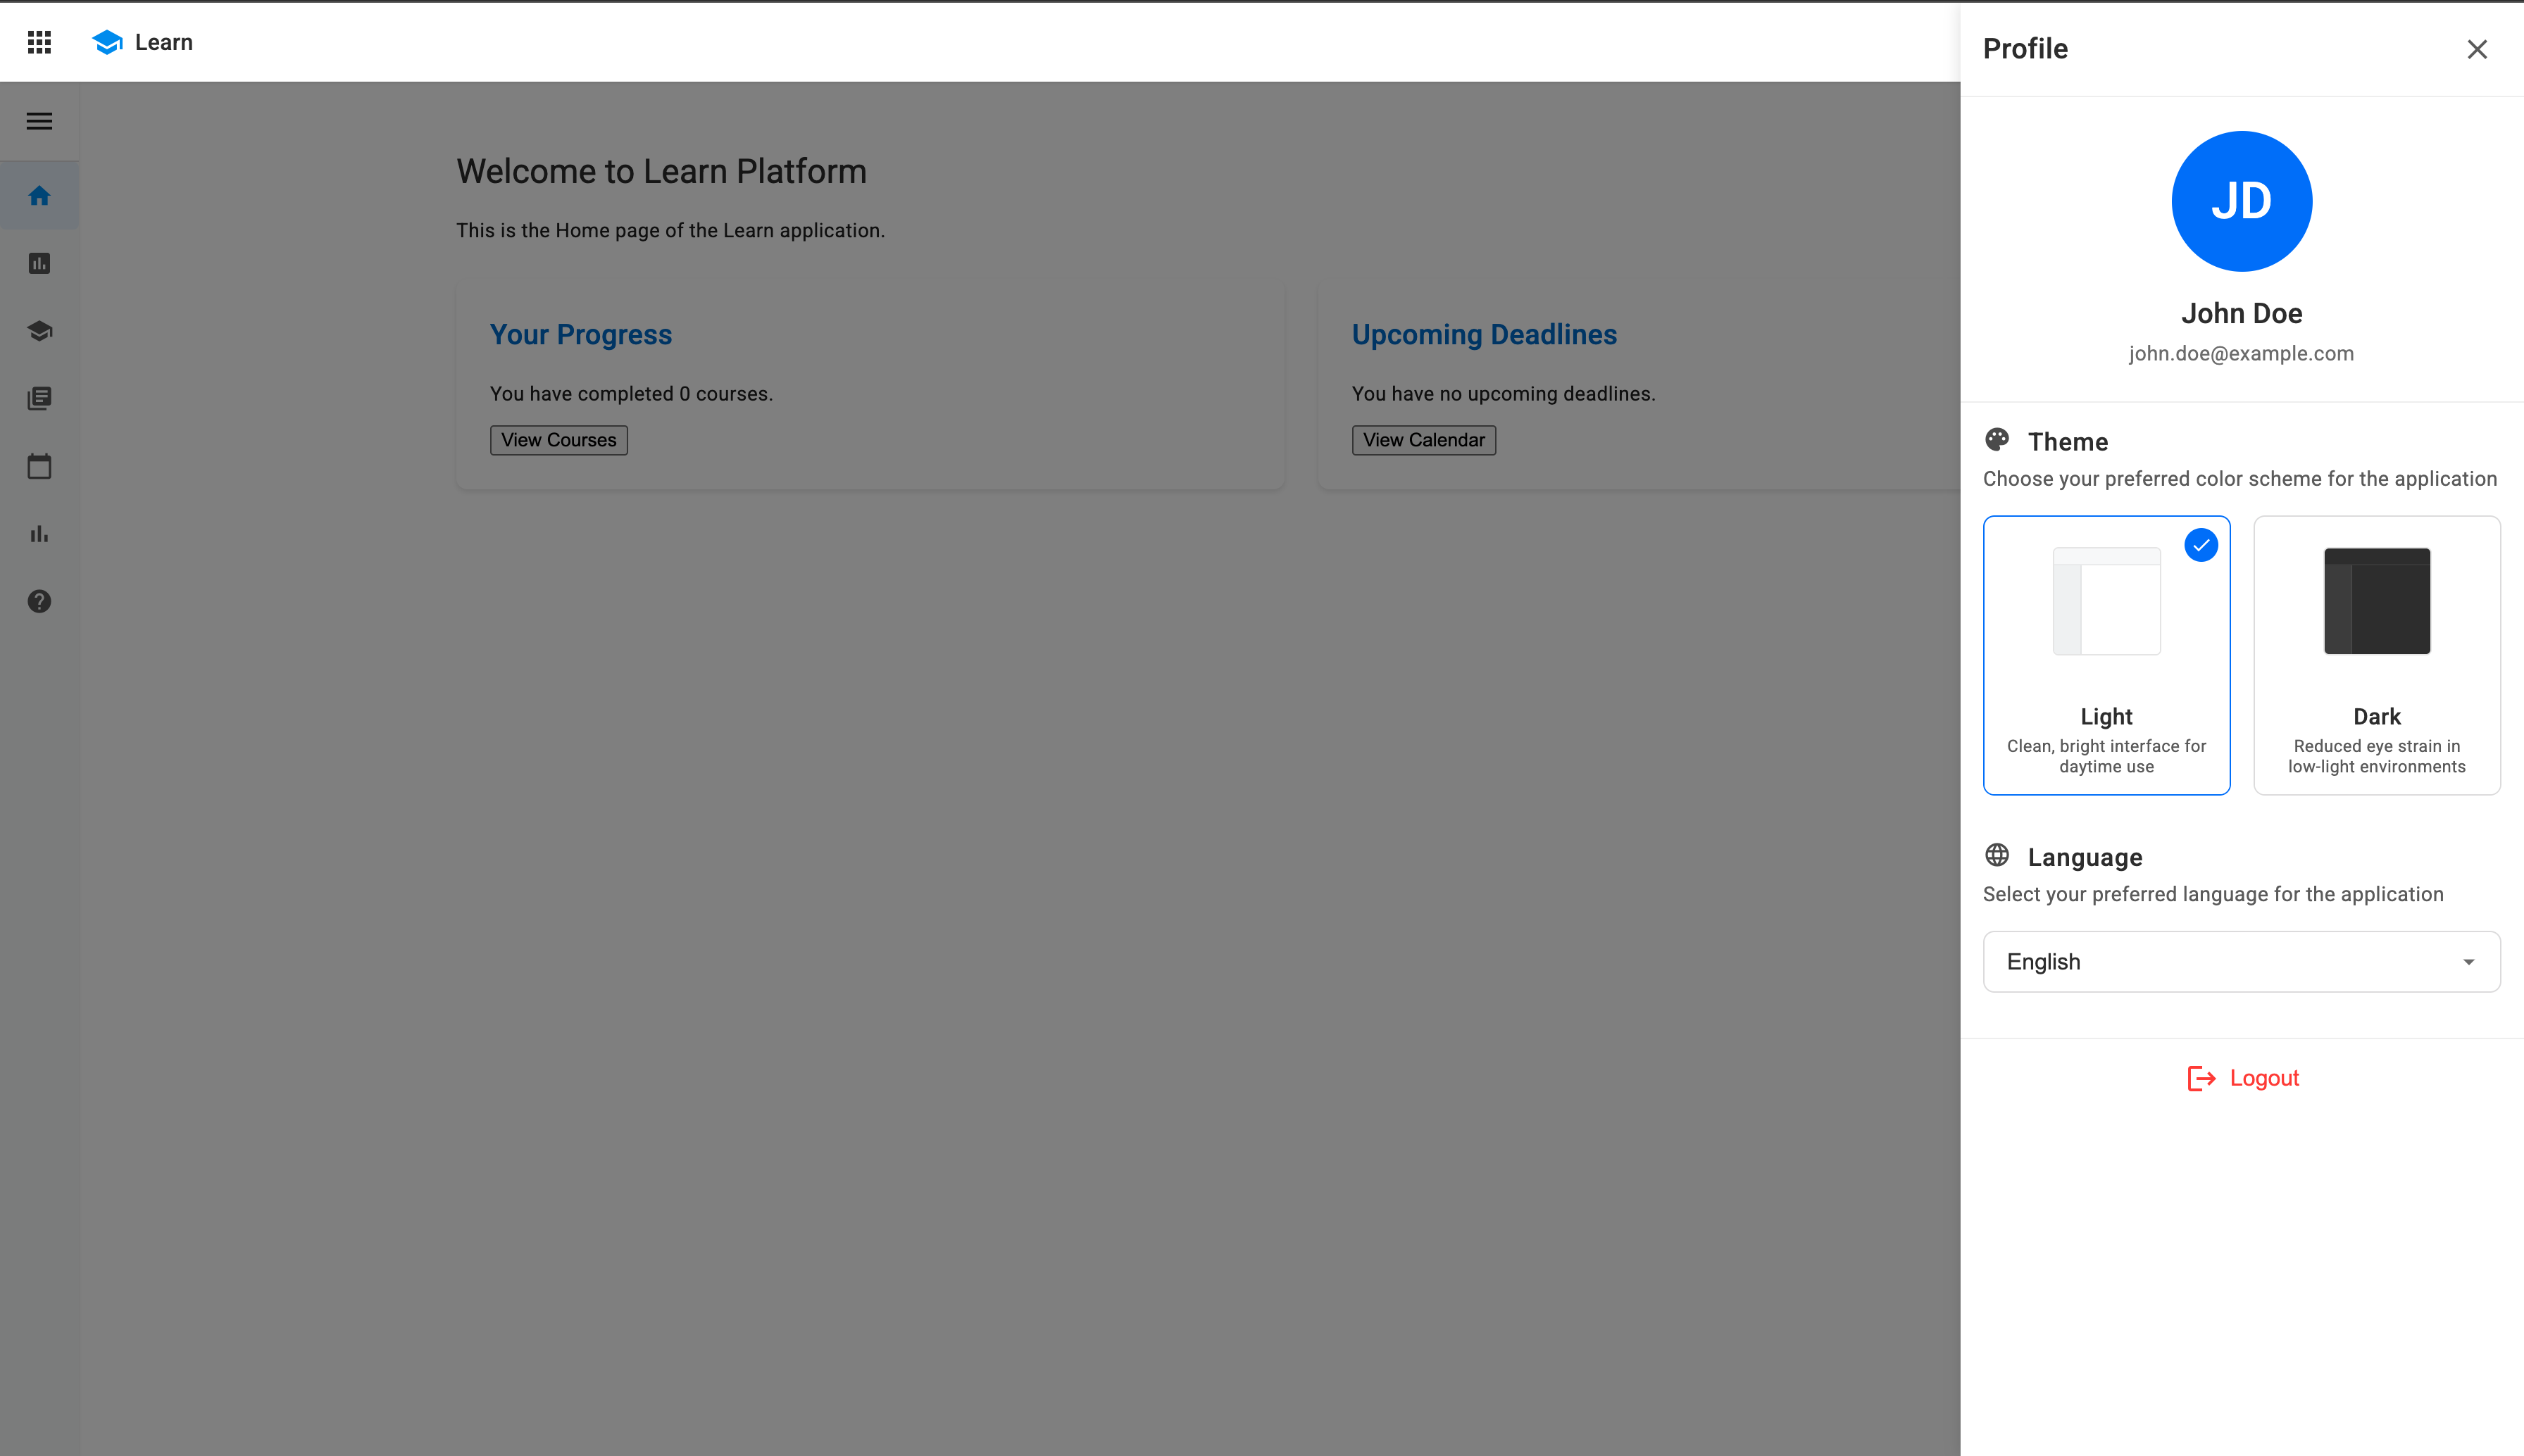 Learn
Welcome to Learn Platform
This is the Home page of the Learn application.
Your Progress
You have completed 0 courses.
View Courses
Upcoming Deadlines
You have no upcoming deadlines.
View Calendar
Profile
JD
John Doe
john.doe@example.com
Theme
Choose your preferred color scheme for the application
Light
Clean, bright interface for
daytime use
Dark
Reduced eye strain in
low-light environments
Language
Select your preferred language for the application
English
Logout